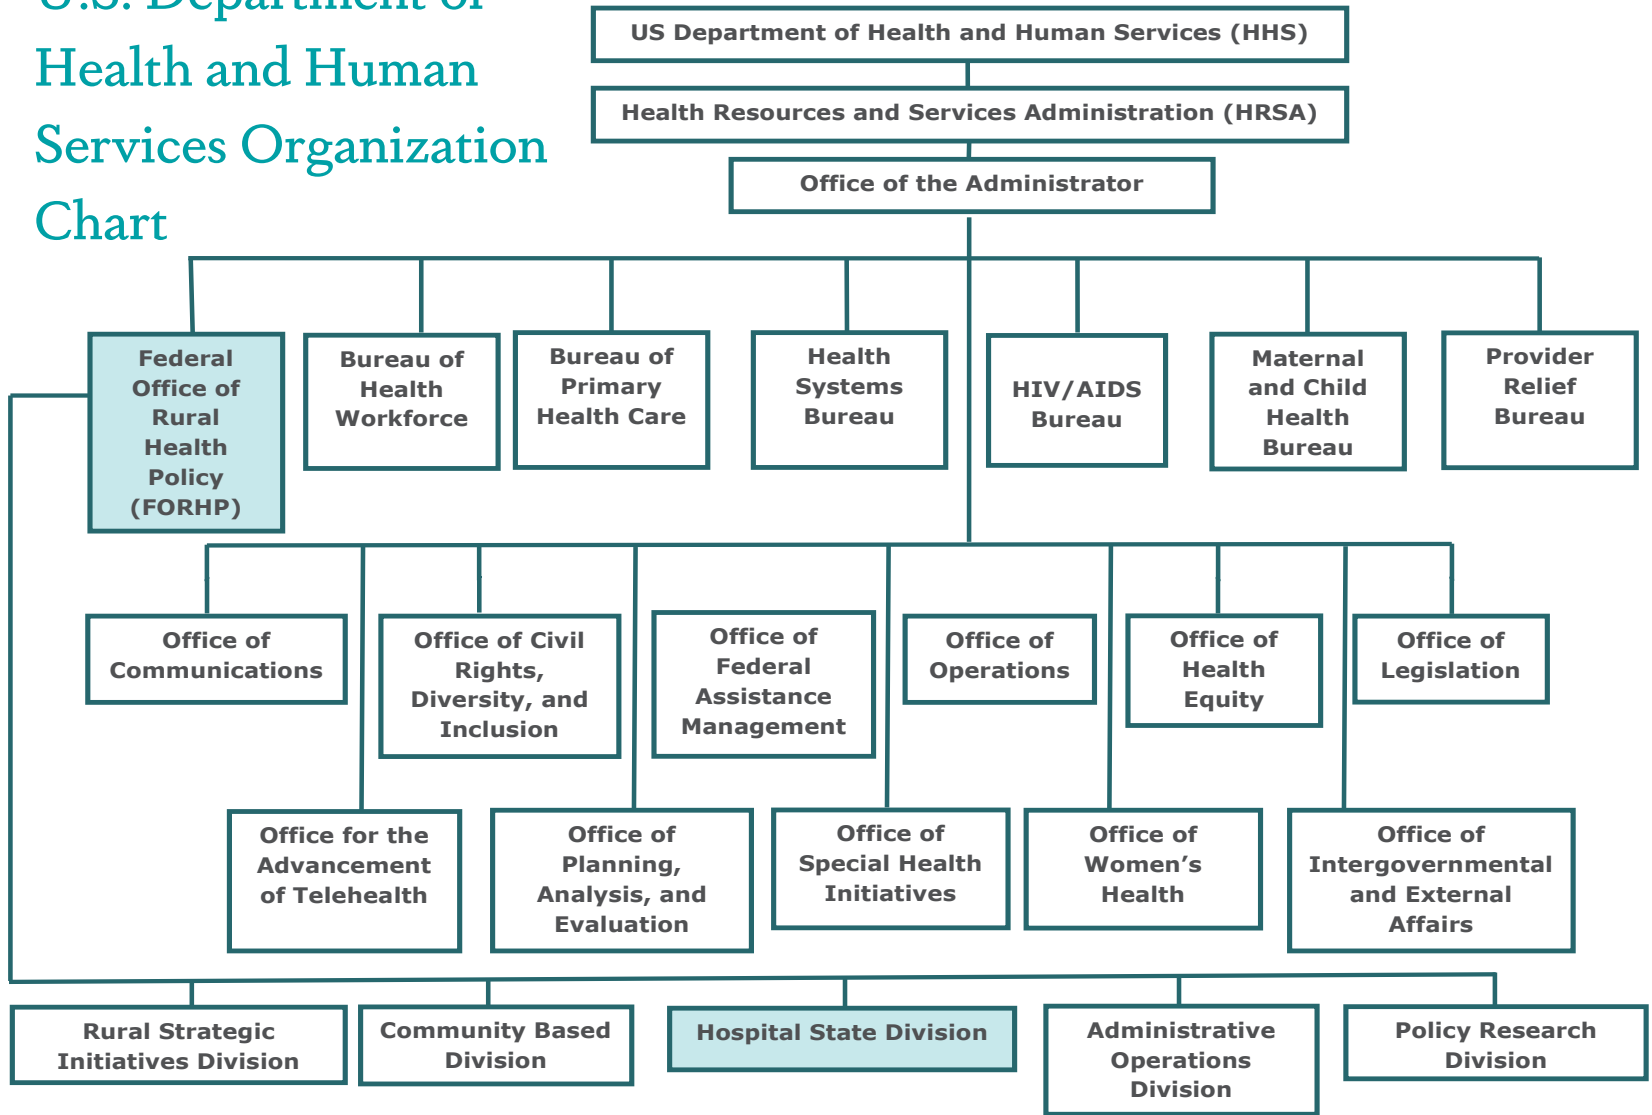 U.S. Department of
Health and Human
Services Organization
Chart
US Department of Health and Human Services (HHS)
Health Resources and Services Administration (HRSA)
Office of the Administrator
Federal
Office of
Rural
Health
Policy
(FORHP)
Bureau of
Health
Workforce
Bureau of
Primary
Health Care
Health
Systems
Bureau
HIV/AIDS
Bureau
Maternal
and Child
Health
Bureau
Provider
Relief
Bureau
Office of
Communications
Office of Civil
Rights,
Diversity, and
Inclusion
Office of
Federal
Assistance
Management
Office of
Operations
Office of
Health
Equity
Office of
Legislation
Office for the
Advancement
of Telehealth
Office of
Planning,
Analysis, and
Evaluation
Office of
Special Health
Initiatives
Office of
Women’s
Health
Office of
Intergovernmental
and External
Affairs
Rural Strategic
Initiatives Division
Community Based
Division
Hospital State Division
Administrative
Operations
Division
Policy Research
Division